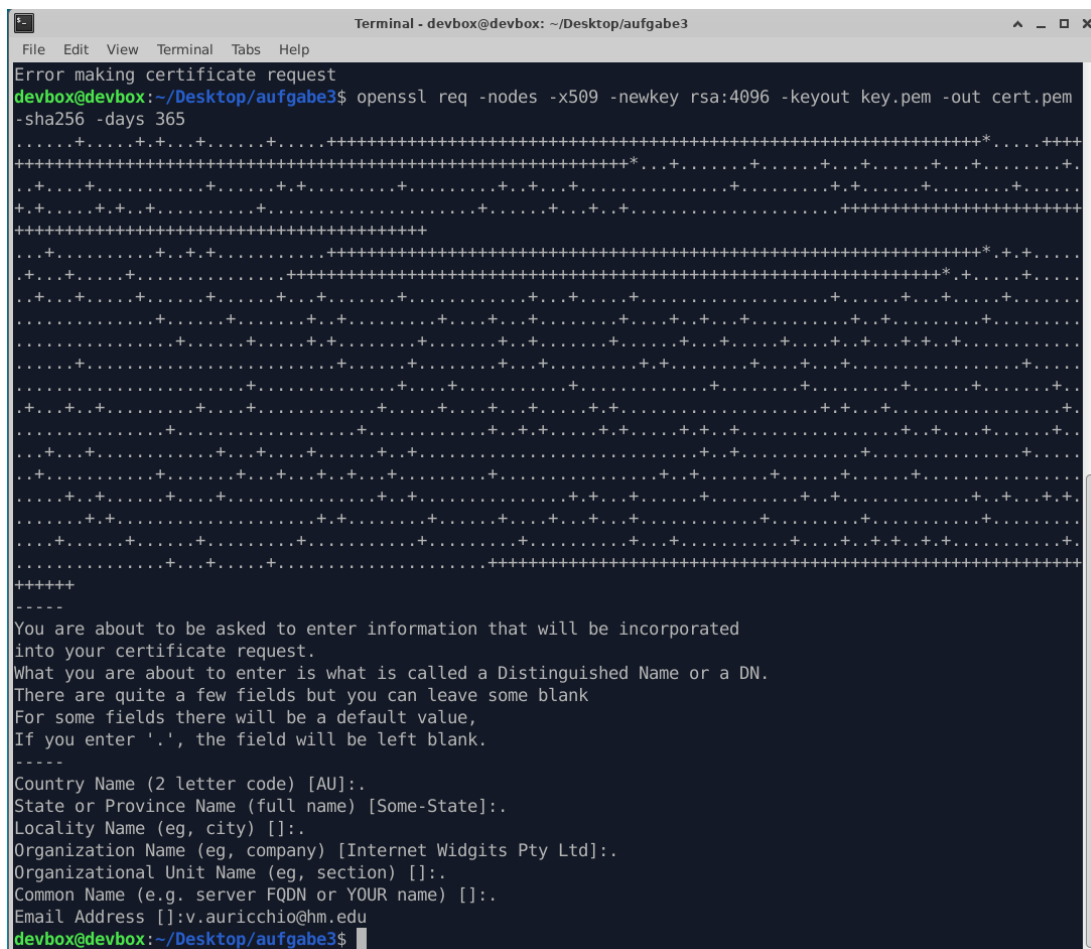 Terminal - devbox@devbox: ~/Desktop/aufgabe3
File Edit View Terminal Tabs Help
Error making certificate request
devbox@devbox:~/Desktop/aufgabe3$ openssl req -nodes -x509 -newkey rsa:4096 -keyout key.pem -out cert.pem
-sha256 -days 365
-----
You are about to be asked to enter information that will be incorporated
into your certificate request.
What you are about to enter is what is called a Distinguished Name or a DN.
There are quite a few fields but you can leave some blank
For some fields there will be a default value,
If you enter '.', the field will be left blank.
-----
Country Name (2 letter code) [AU]:.
State or Province Name (full name) [Some-State]:.
Locality Name (eg, city) []:.
Organization Name (eg, company) [Internet Widgits Pty Ltd]:.
Organizational Unit Name (eg, section) []:.
Common Name (e.g. server FQDN or YOUR name) []:.
Email Address []:v.auricchio@hm.edu
devbox@devbox:~/Desktop/aufgabe3$